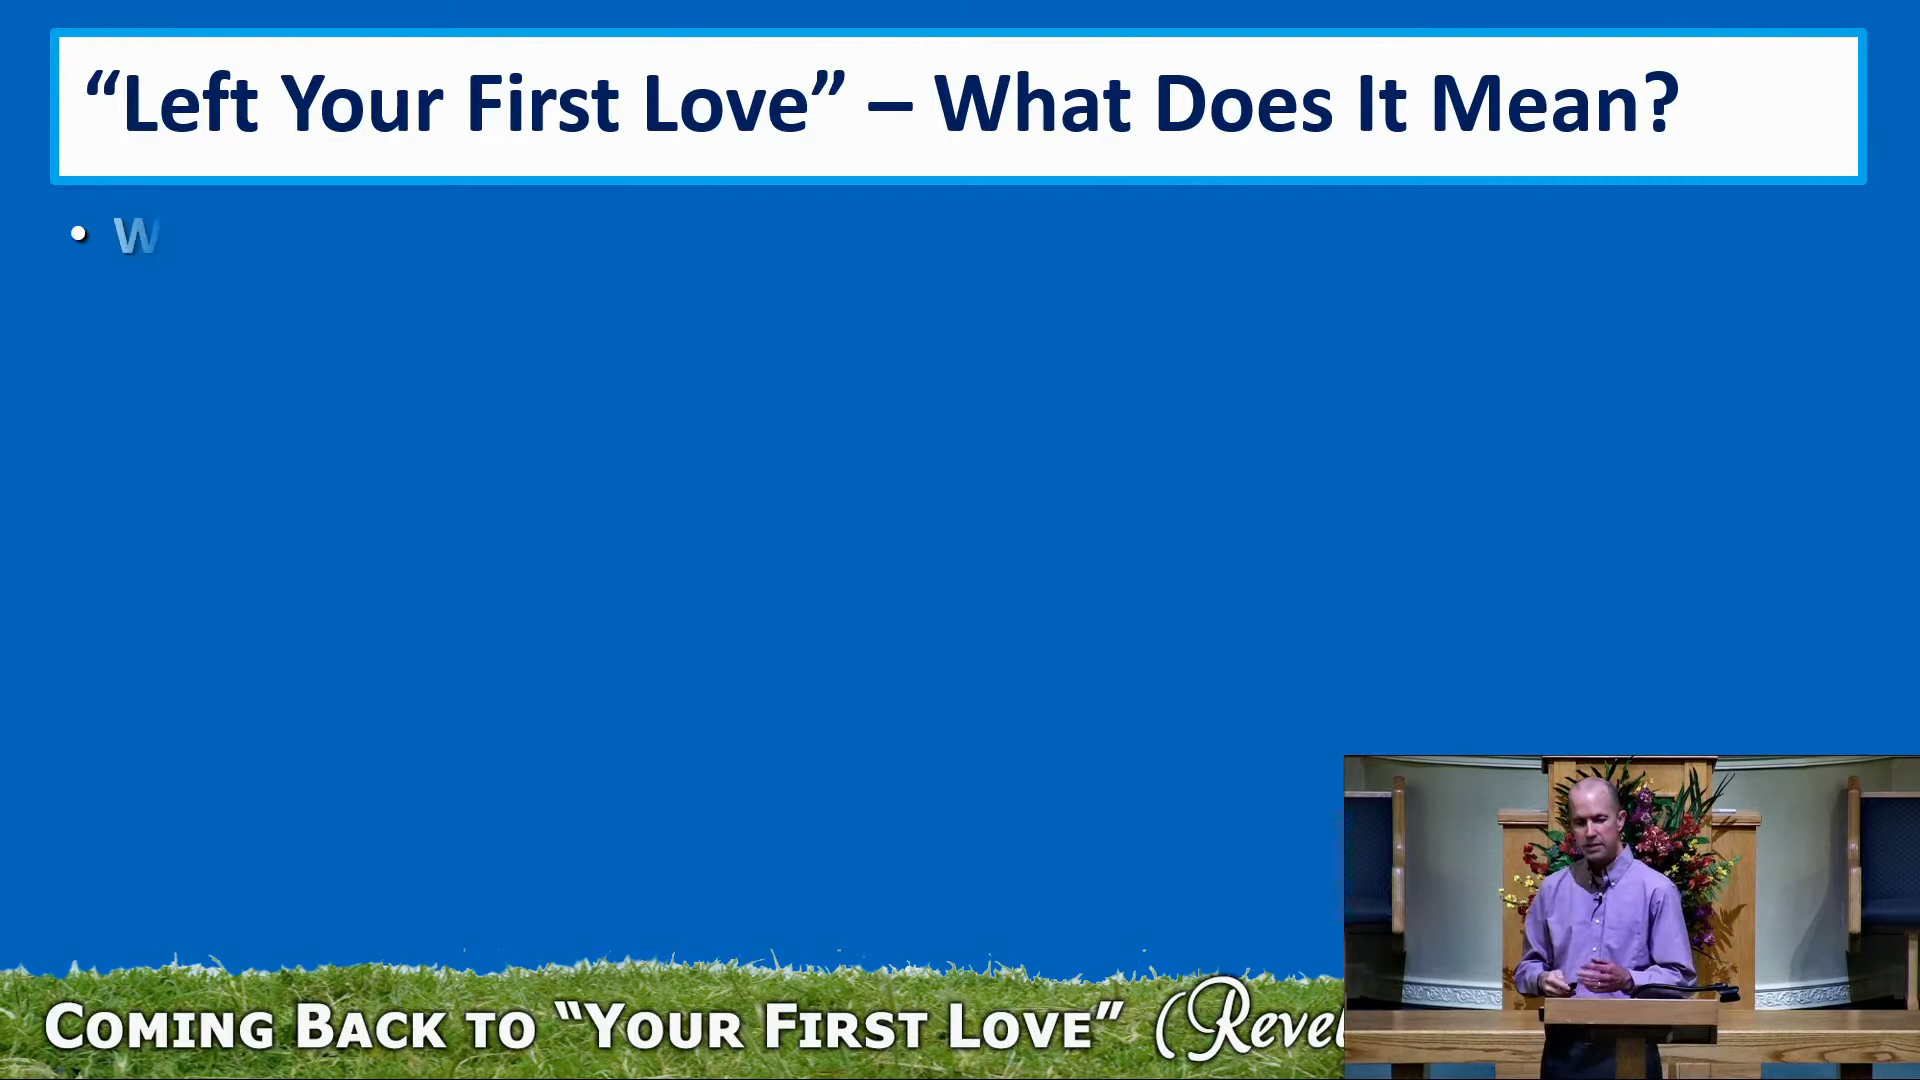 “Left Your First Love” – What Does It Mean?
• W
Coming Back to “Your First Love” (Revel